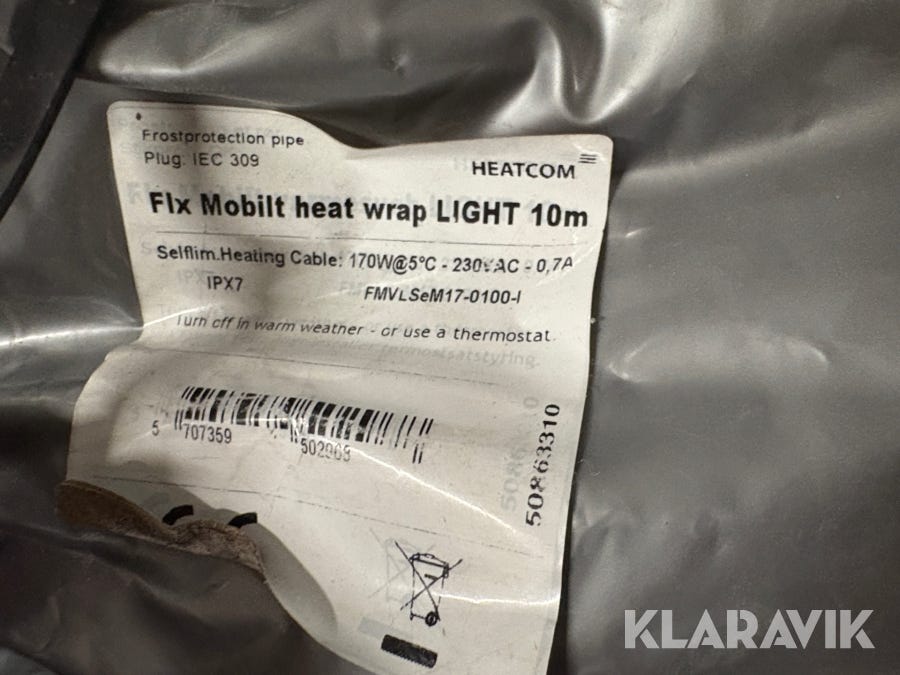 Frostprotection pipe
Plug: IEC 309
HEATCOM
Flx Mobilt heat wrap LIGHT 10m
Selflim.Heating Cable: 170W@5°C - 230VAC - 0,7A
IPX7
FMVLSeM17-0100-I
Turn off in warm weather - or use a thermostat.
5 707359 502908
50863310
KLARAVIK